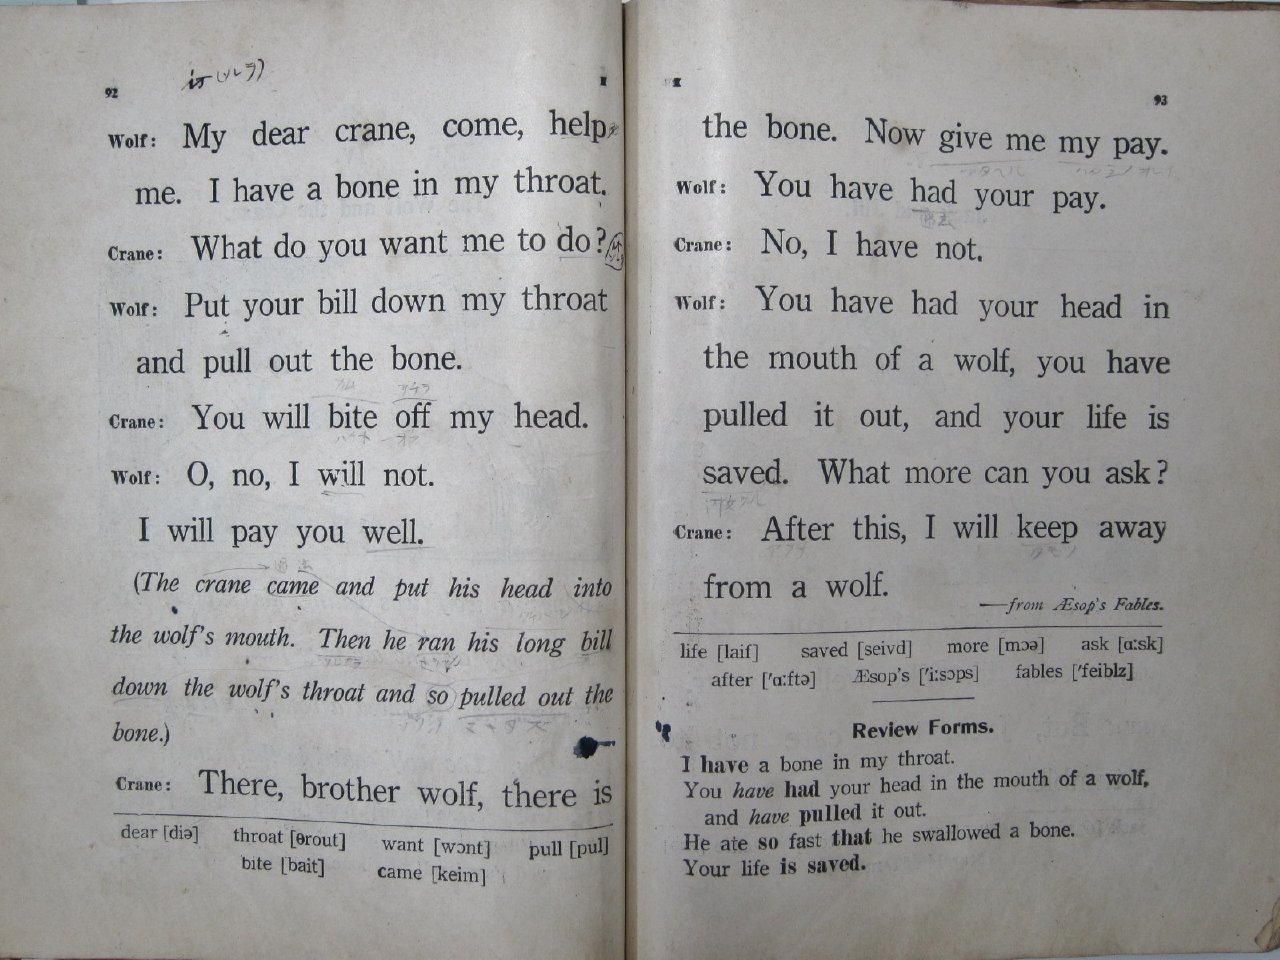 92
Wolf: My dear crane, come, help
me. I have a bone in my throat.
Crane: What do you want me to do?
Wolf: Put your bill down my throat
and pull out the bone.
Crane: You will bite off my head.
Wolf: O, no, I will not.
I will pay you well.
(The crane came and put his head into
the wolf's mouth. Then he ran his long bill
down the wolf's throat and so pulled out the
bone.)
Crane: There, brother wolf, there is
dear [diə] throat [θrout] want [wɔnt] pull [pul]
bite [bait] came [keim]
93
the bone. Now give me my pay.
Wolf: You have had your pay.
Crane: No, I have not.
Wolf: You have had your head in
the mouth of a wolf, you have
pulled it out, and your life is
saved. What more can you ask?
Crane: After this, I will keep away
from a wolf.
—from Æsop's Fables.
life [laif] saved [seivd] more [mɔə] ask [ɑ:sk]
after ['ɑ:ftə] Æsop's ['i:sɔps] fables ['feiblz]
Review Forms.
I have a bone in my throat.
You have had your head in the mouth of a wolf,
and have pulled it out.
He ate so fast that he swallowed a bone.
Your life is saved.